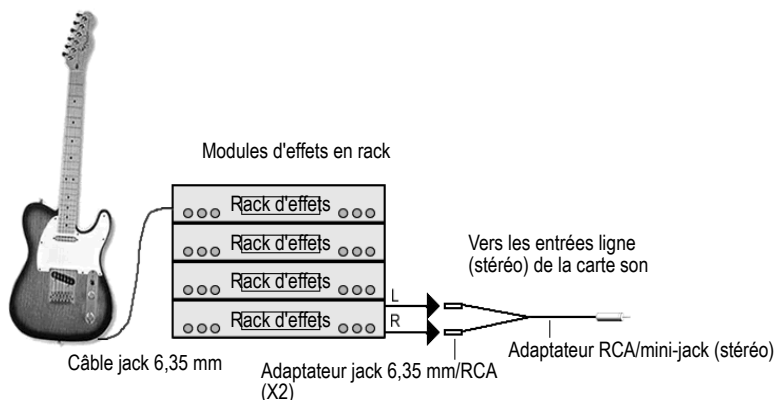 Modules d'effets en rack
Rack d'effets
Rack d'effets
Rack d'effets
Rack d'effets
L
R
Vers les entrées ligne
(stéréo) de la carte son
Câble jack 6,35 mm
Adaptateur jack 6,35 mm/RCA
(X2)
Adaptateur RCA/mini-jack (stéréo)